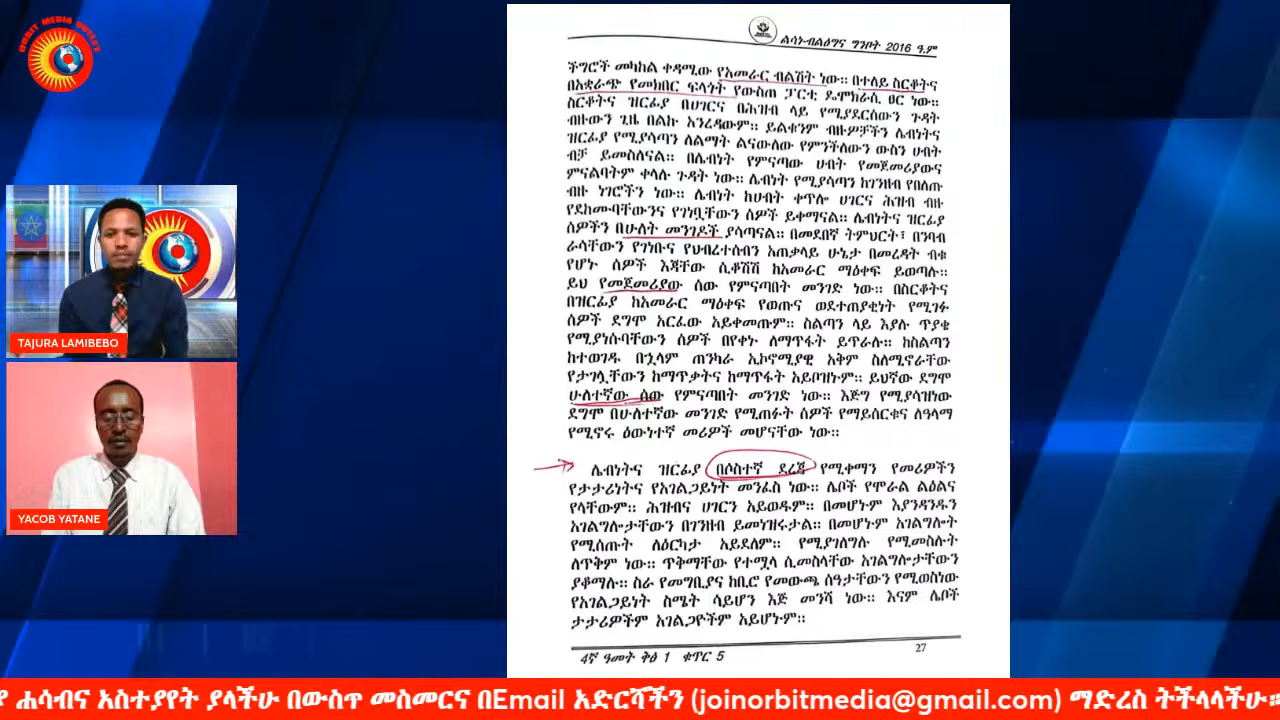 ORBIT MEDIA OUTLET
TAJURA LAMIBEBO
YACOB YATANE
ልሳነ-ብልፅግና ግንቦት 2016 ዓ.ም
ችግሮች መካከል ቀዳሚው የአመራር ብልሽት ነው። በተለይ ስርቆትና
በአቋራጭ የመክበር ፍላጎት የውስጠ ፓርቲ ዴሞክራሲ ፀር ነው።
ስርቆትና ዝርፊያ በሀገርና በሕዝብ ላይ የሚያደርሰውን ጉዳት
ብዙውን ጊዜ በልኩ አንረዳውም። ይልቁንም ብዙዎቻችን ሌብነትና
ዝርፊያ የሚያሳጣን ለልማት ልናውለው የምንችለውን ውስን ሀብት
ብቻ ይመስለናል። በሌብነት የምናጣው ሀብት የመጀመሪያውና
ምናልባትም ቀላሉ ጉዳት ነው። ሌብነት የሚያሳጣን ከገንዘብ የበለጡ
ብዙ ነገሮችን ነው። ሌብነት ከሀብት ቀጥሎ ሀገርና ሕዝብ ብዙ
የደከሙባቸውንና የገነቧቸውን ሰዎች ይቀማናል። ሌብነትና ዝርፊያ
ሰዎችን በሁለት መንገዶች ያሳጣናል። በመደበኛ ትምህርት፣ በንባብ
ራሳቸውን የገነቡና የህብረተሰብን አጠቃላይ ሁኔታ በመረዳት ብቁ
የሆኑ ሰዎች እጃቸው ሲቆሽሽ ከአመራር ማዕቀፍ ይወጣሉ።
ይህ የመጀመሪያው ሰው የምናጣበት መንገድ ነው። በስርቆትና
በዝርፊያ ከአመራር ማዕቀፍ የወጡና ወደተጠያቂነት የሚገፉ
ሰዎች ደግሞ አርፈው አይቀመጡም። ስልጣን ላይ እያሉ ጥያቄ
የሚያነሱባቸውን ሰዎች በየቀኑ ለማጥፋት ይጥራሉ። ከስልጣን
ከተወገዱ በኋላም ጠንካራ ኢኮኖሚያዊ አቅም ስለሚኖራቸው
የታገሏቸውን ከማጥቃትና ከማጥፋት አይቦዝኑም። ይህኛው ደግሞ
ሁለተኛው ሰው የምናጣበት መንገድ ነው። እጅግ የሚያሳዝነው
ደግሞ በሁለተኛው መንገድ የሚጠፉት ሰዎች የማይሰርቁና ለዓላማ
የሚኖሩ ዕውነተኛ መሪዎች መሆናቸው ነው።
ሌብነትና ዝርፊያ በሶስተኛ ደረጃ የሚቀማን የመሪዎችን
የታታሪነትና የአገልጋይነት መንፈስ ነው። ሌቦች የሞራል ልዕልና
የላቸውም። ሕዝብና ሀገርን አይወዱም። በመሆኑም እያንዳንዱን
አገልግሎታቸውን በገንዘብ ይመነዝሩታል። በመሆኑም አገልግሎት
የሚሰጡት ለዕርካታ አይደለም። የሚያገለግሉ የሚመስሉት
ለጥቅም ነው። ጥቅማቸው የተሟላ ሲመስላቸው አገልግሎታቸውን
ያቆማሉ። ስራ የመግቢያና ከቢሮ የመውጫ ሰዓታቸውን የሚወስነው
የአገልጋይነት ስሜት ሳይሆን እጅ መንሻ ነው። እናም ሌቦች
ታታሪዎችም አገልጋዮችም አይሆኑም።
4ኛ ዓመት ቅፅ 1 ቁጥር 5
27
ሐሳብና አስተያየት ያላችሁ በውስጥ መስመርና በEmail አድርሻችን (joinorbitmedia@gmail.com) ማድረስ ትችላላችሁ።